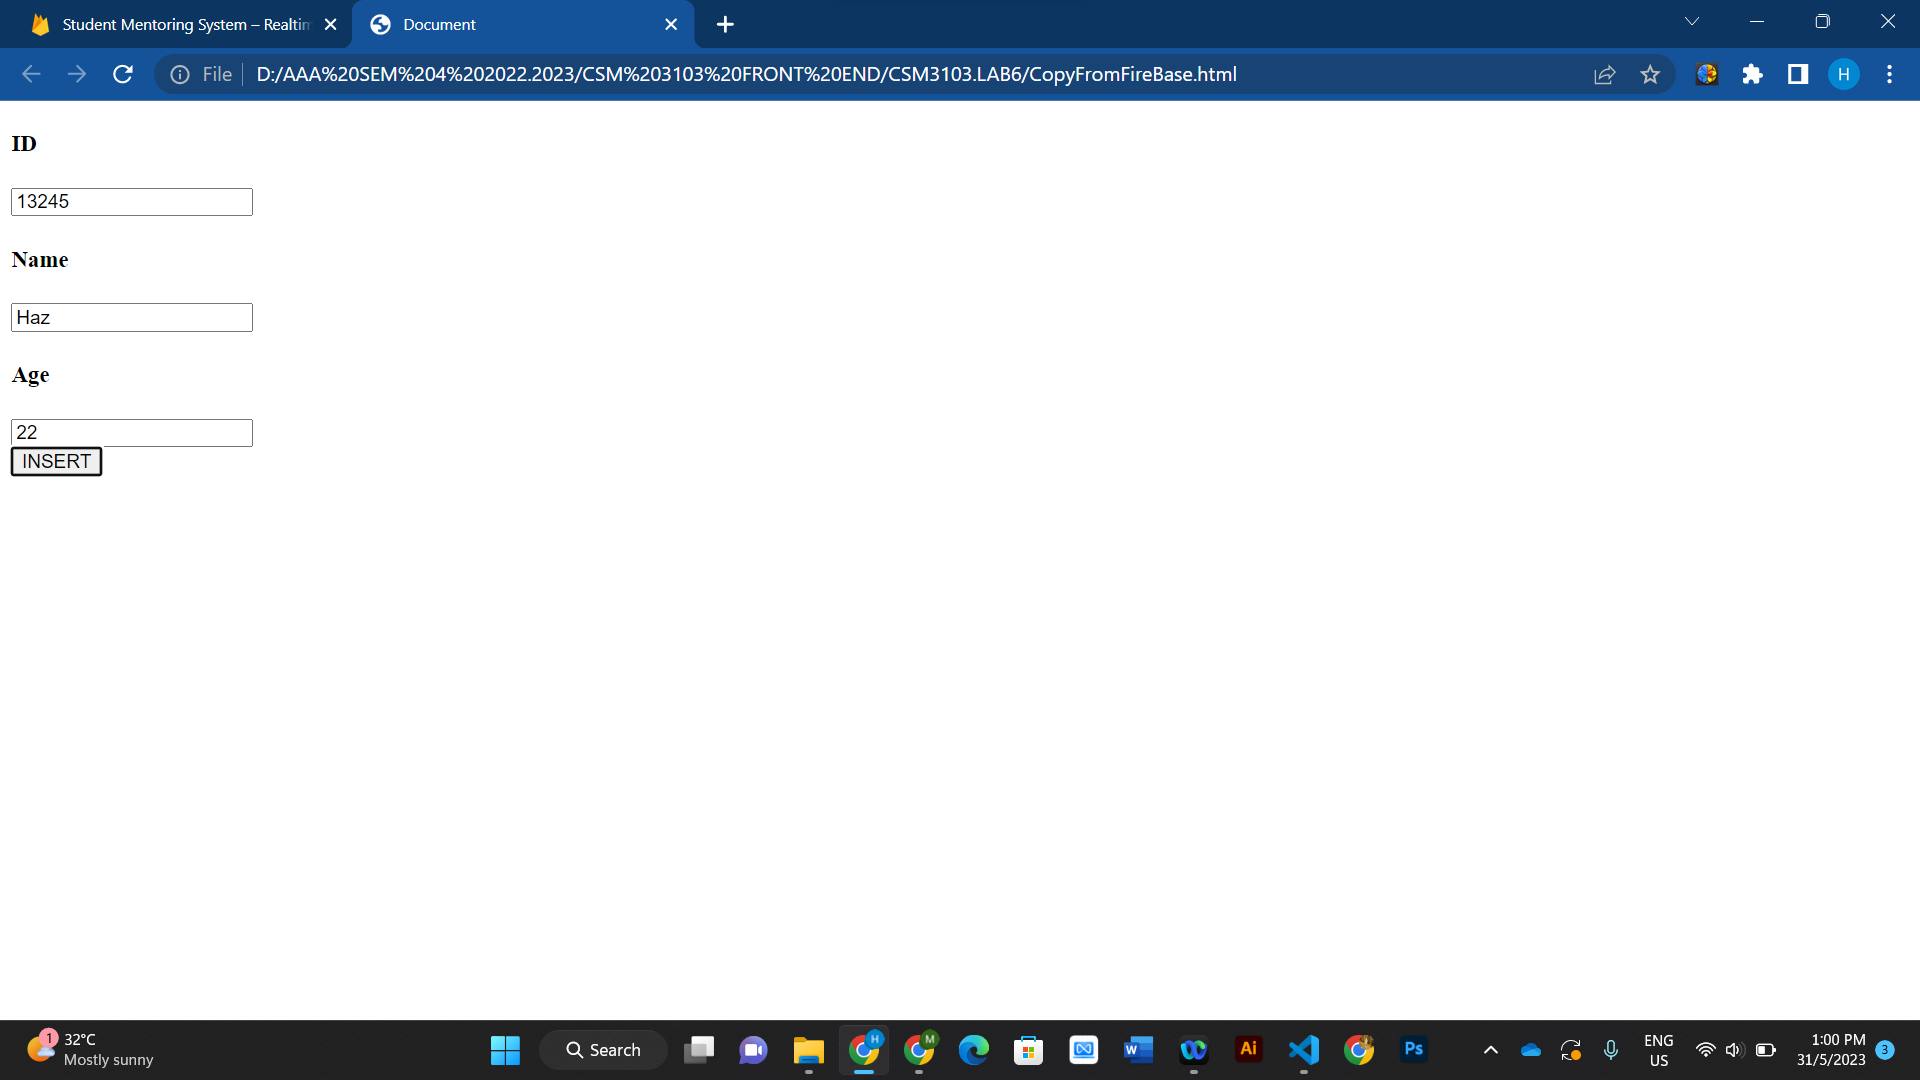 Student Mentoring System – Realtim
Document
File
D:/AAA%20SEM%204%202022.2023/CSM%203103%20FRONT%20END/CSM3103.LAB6/CopyFromFireBase.html
H
ID
13245
Name
Haz
Age
22
INSERT
1
32°C
Mostly sunny
Search
H
M
W
Ai
Ps
ENG
US
1:00 PM
31/5/2023
3